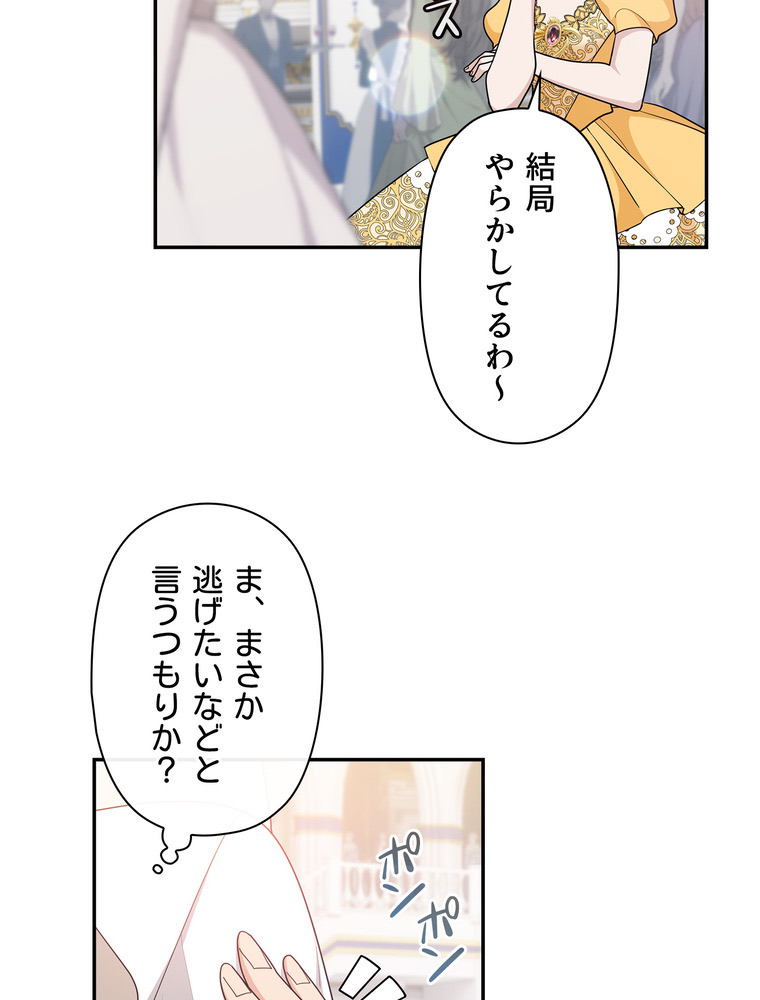 ス
結局
やらかしてるわ～
ま、まさか
逃げたいなどと
言うつもりか？
ポンポン